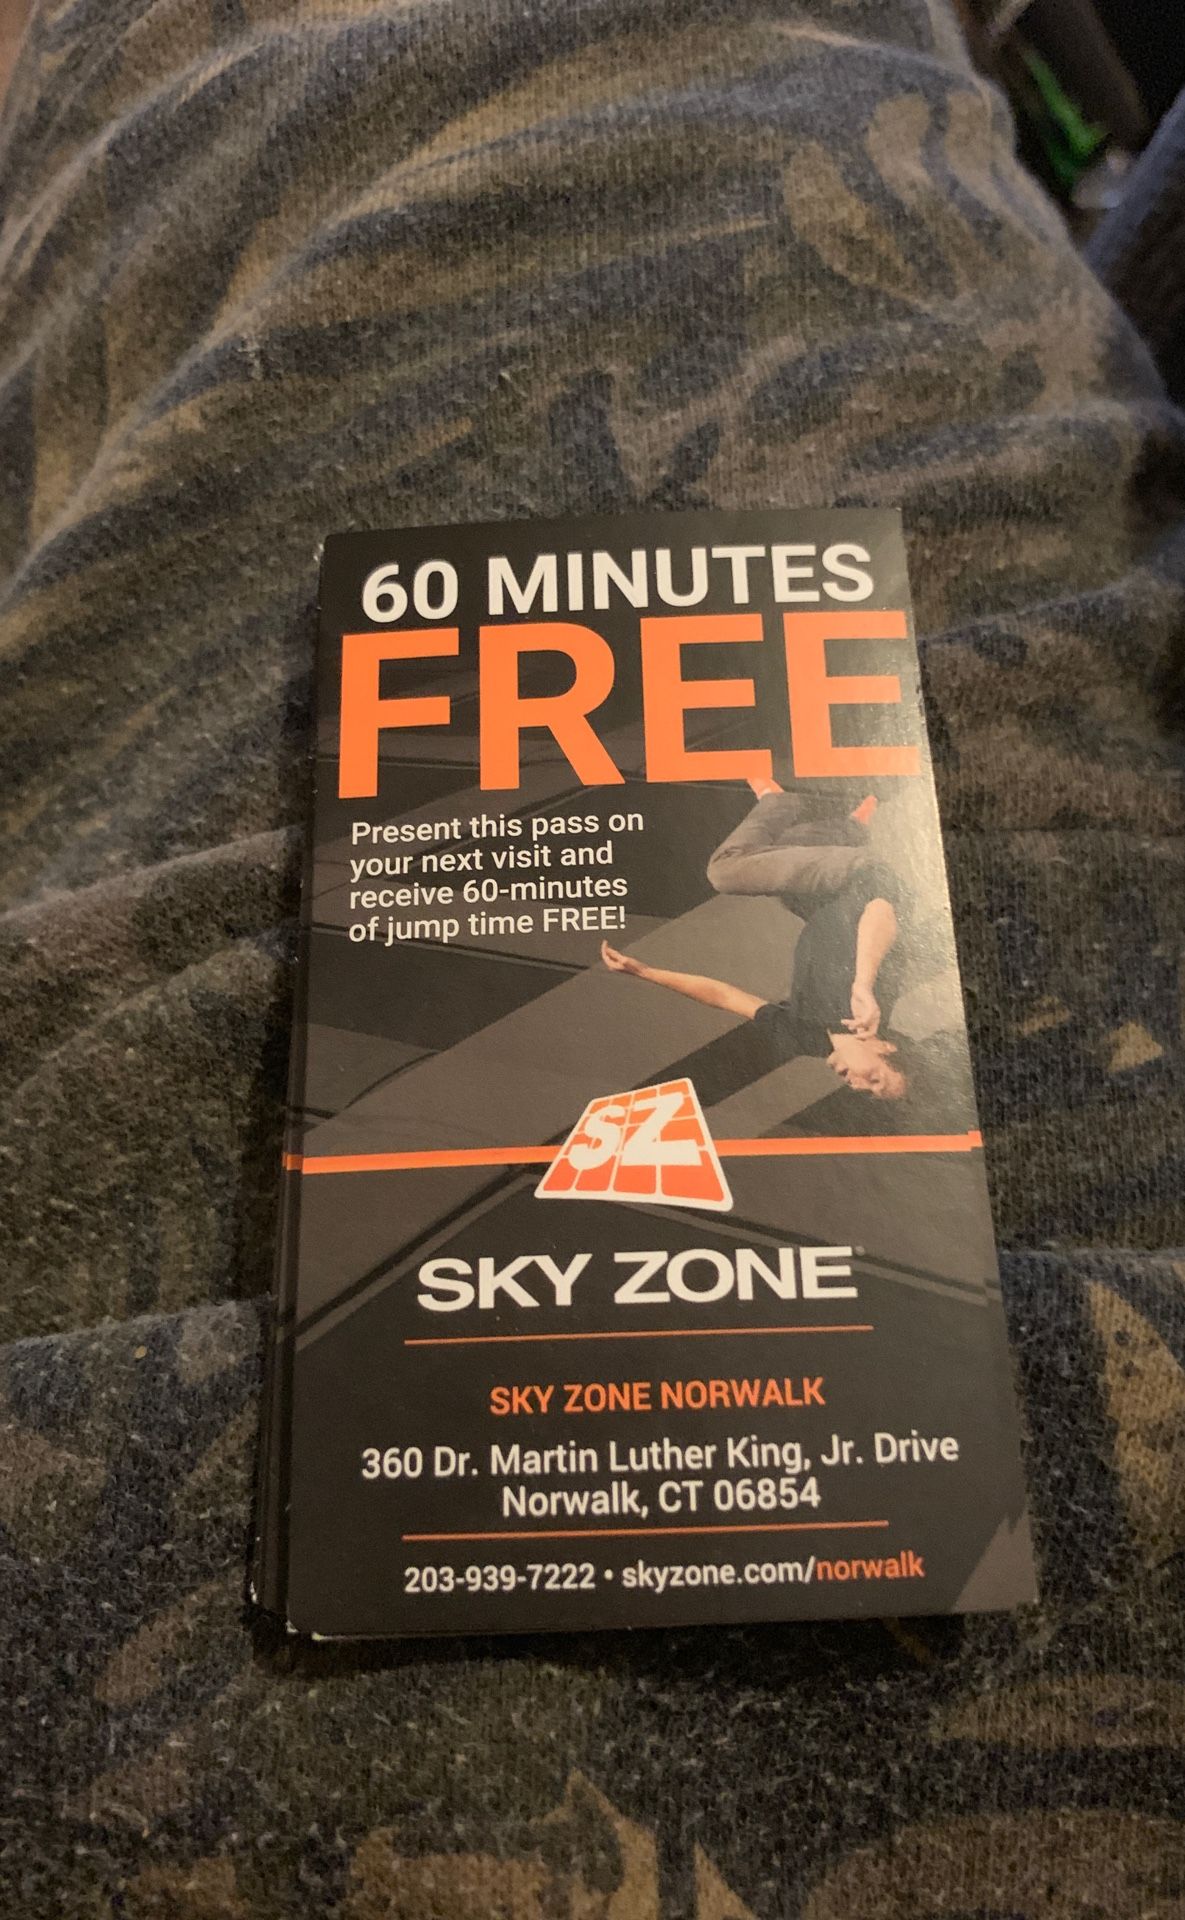 60 MINUTES
FREE
Present this pass on
your next visit and
receive 60-minutes
of jump time FREE!
SZ
SKY ZONE
SKY ZONE NORWALK
360 Dr. Martin Luther King, Jr. Drive
Norwalk, CT 06854
203-939-7222 • skyzone.com/norwalk